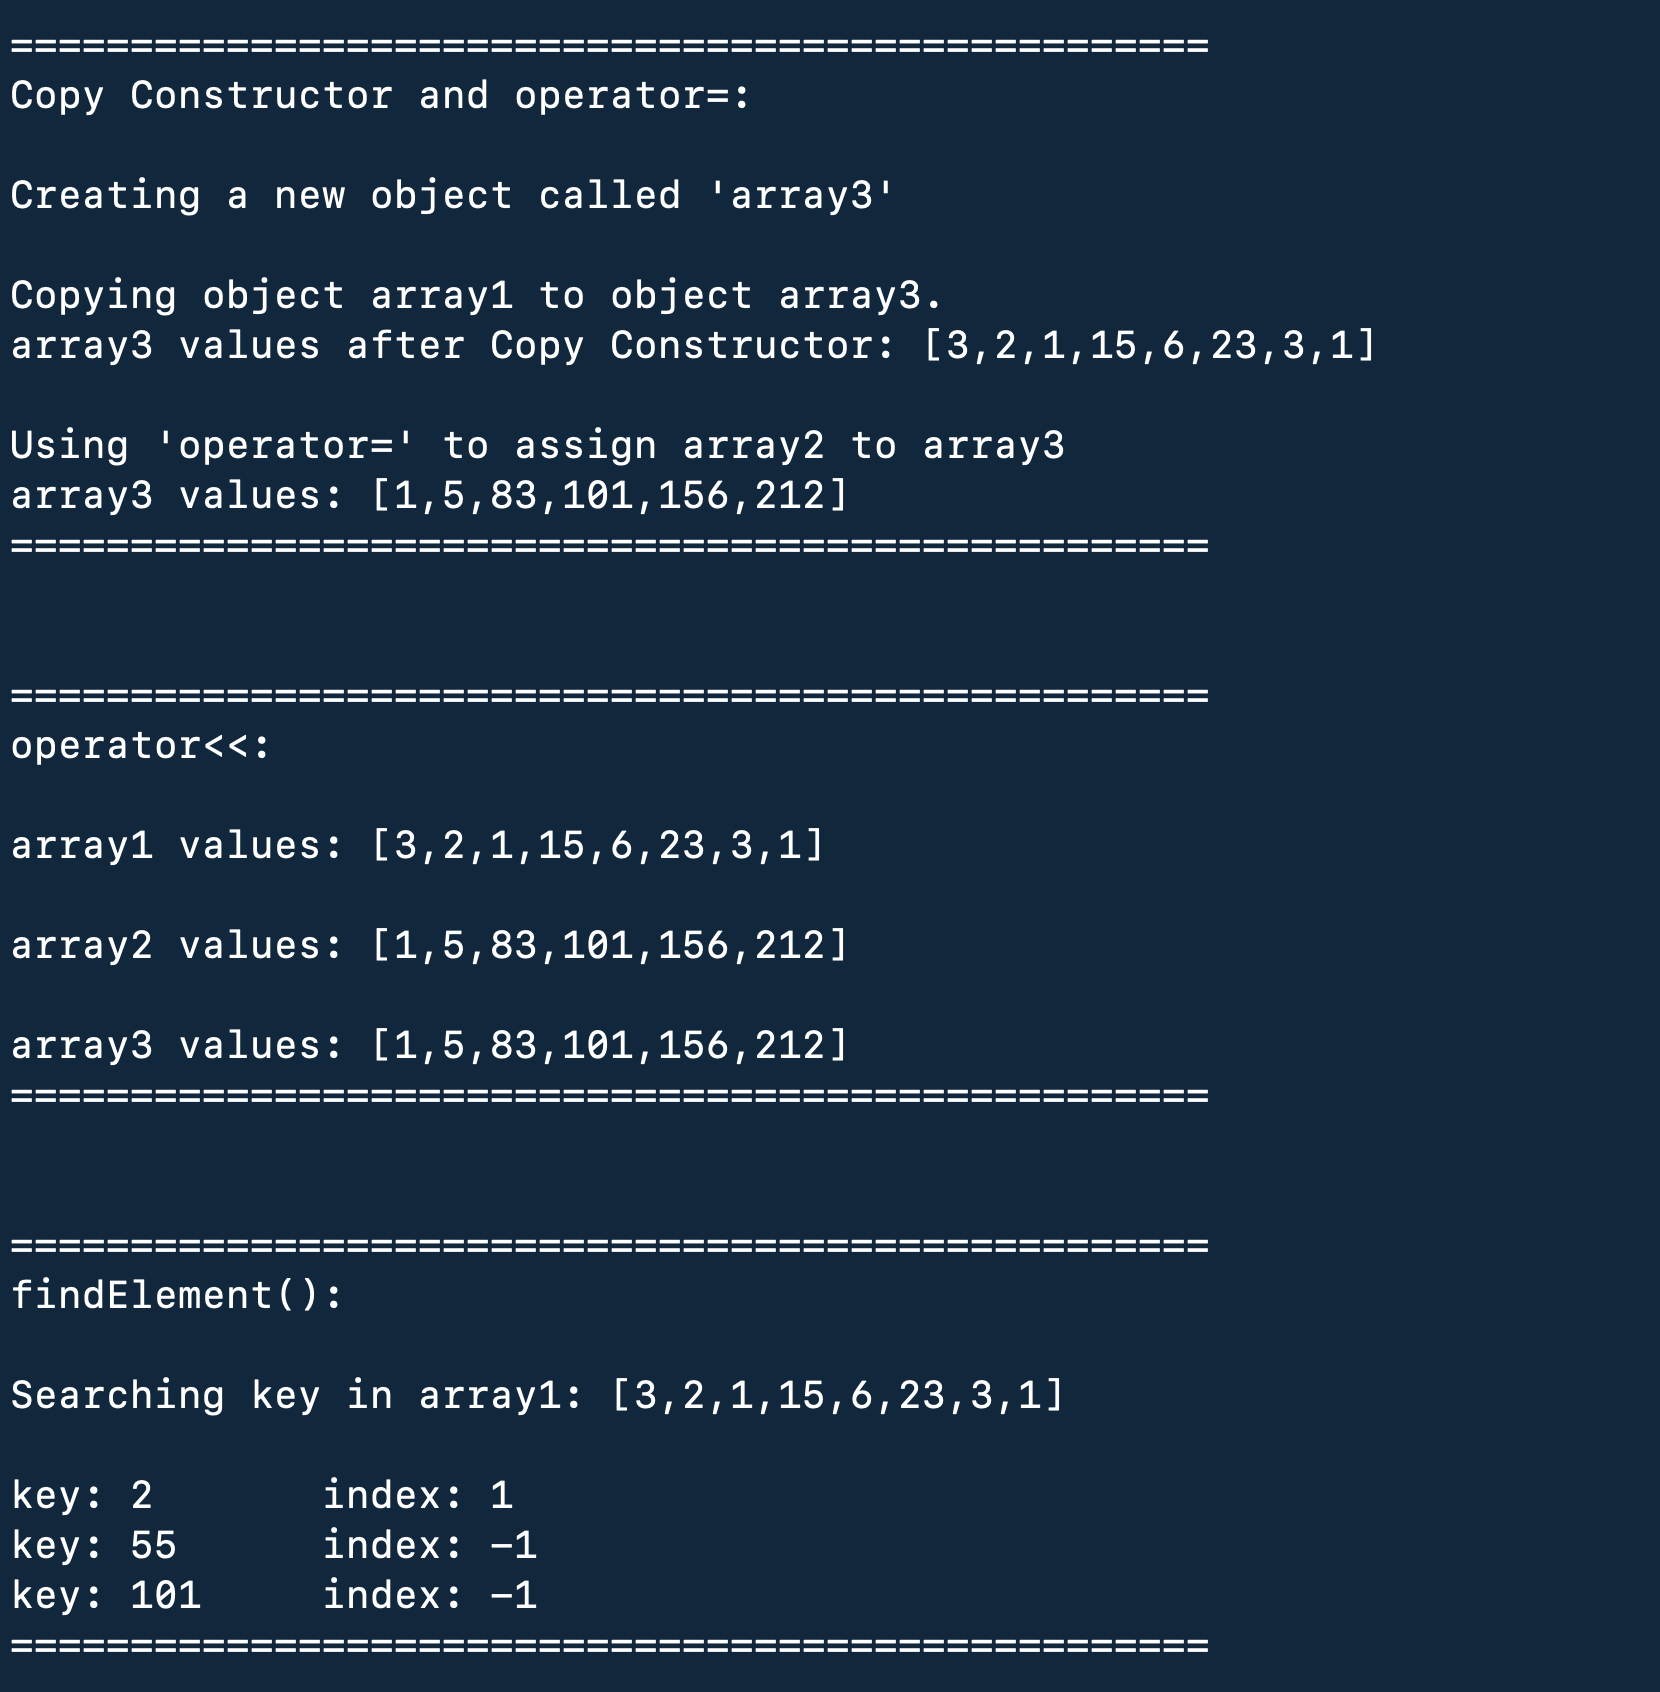 ==================================================
Copy Constructor and operator=:
Creating a new object called 'array3'
Copying object array1 to object array3.
array3 values after Copy Constructor: [3,2,1,15,6,23,3,1]
Using 'operator=' to assign array2 to array3
array3 values: [1,5,83,101,156,212]
==================================================
==================================================
operator<<:
array1 values: [3,2,1,15,6,23,3,1]
array2 values: [1,5,83,101,156,212]
array3 values: [1,5,83,101,156,212]
==================================================
==================================================
findElement():
Searching key in array1: [3,2,1,15,6,23,3,1]
key: 2      index: 1
key: 55      index: -1
key: 101     index: -1
==================================================